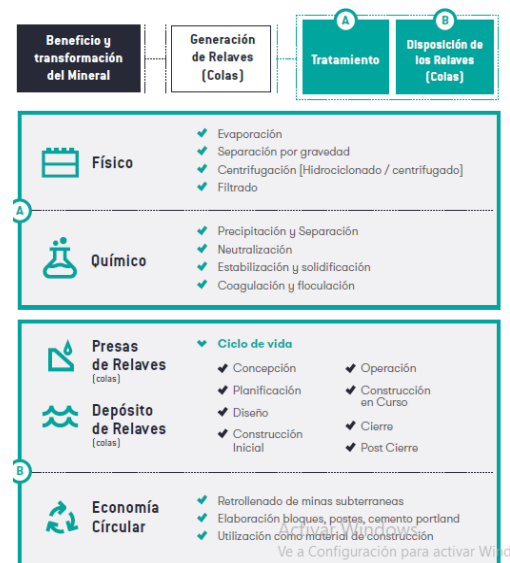 Beneficio y
transformación
del Mineral
Generación
de Relaves
(Colas)
A
Tratamiento
B
Disposición de
los Relaves
(Colas)
Físico
Evaporación
Separación por gravedad
Centrifugación [Hidrociclonado / centrifugado]
Filtrado
A
Químico
Precipitación y Separación
Neutralización
Estabilización y solidificación
Coagulación y floculación
Presas
de Relaves
(colas)
Depósito
de Relaves
(colas)
Ciclo de vida
Concepción
Planificación
Diseño
Construcción
Inicial
Operación
Construcción
en Curso
Cierre
Post Cierre
B
Economía
Círcular
Retrollenado de minas subterraneas
Elaboración bloques, postes, cemento portland
Utilización como material de construcción
Activar Windows
Ve a Configuración para activar Wind